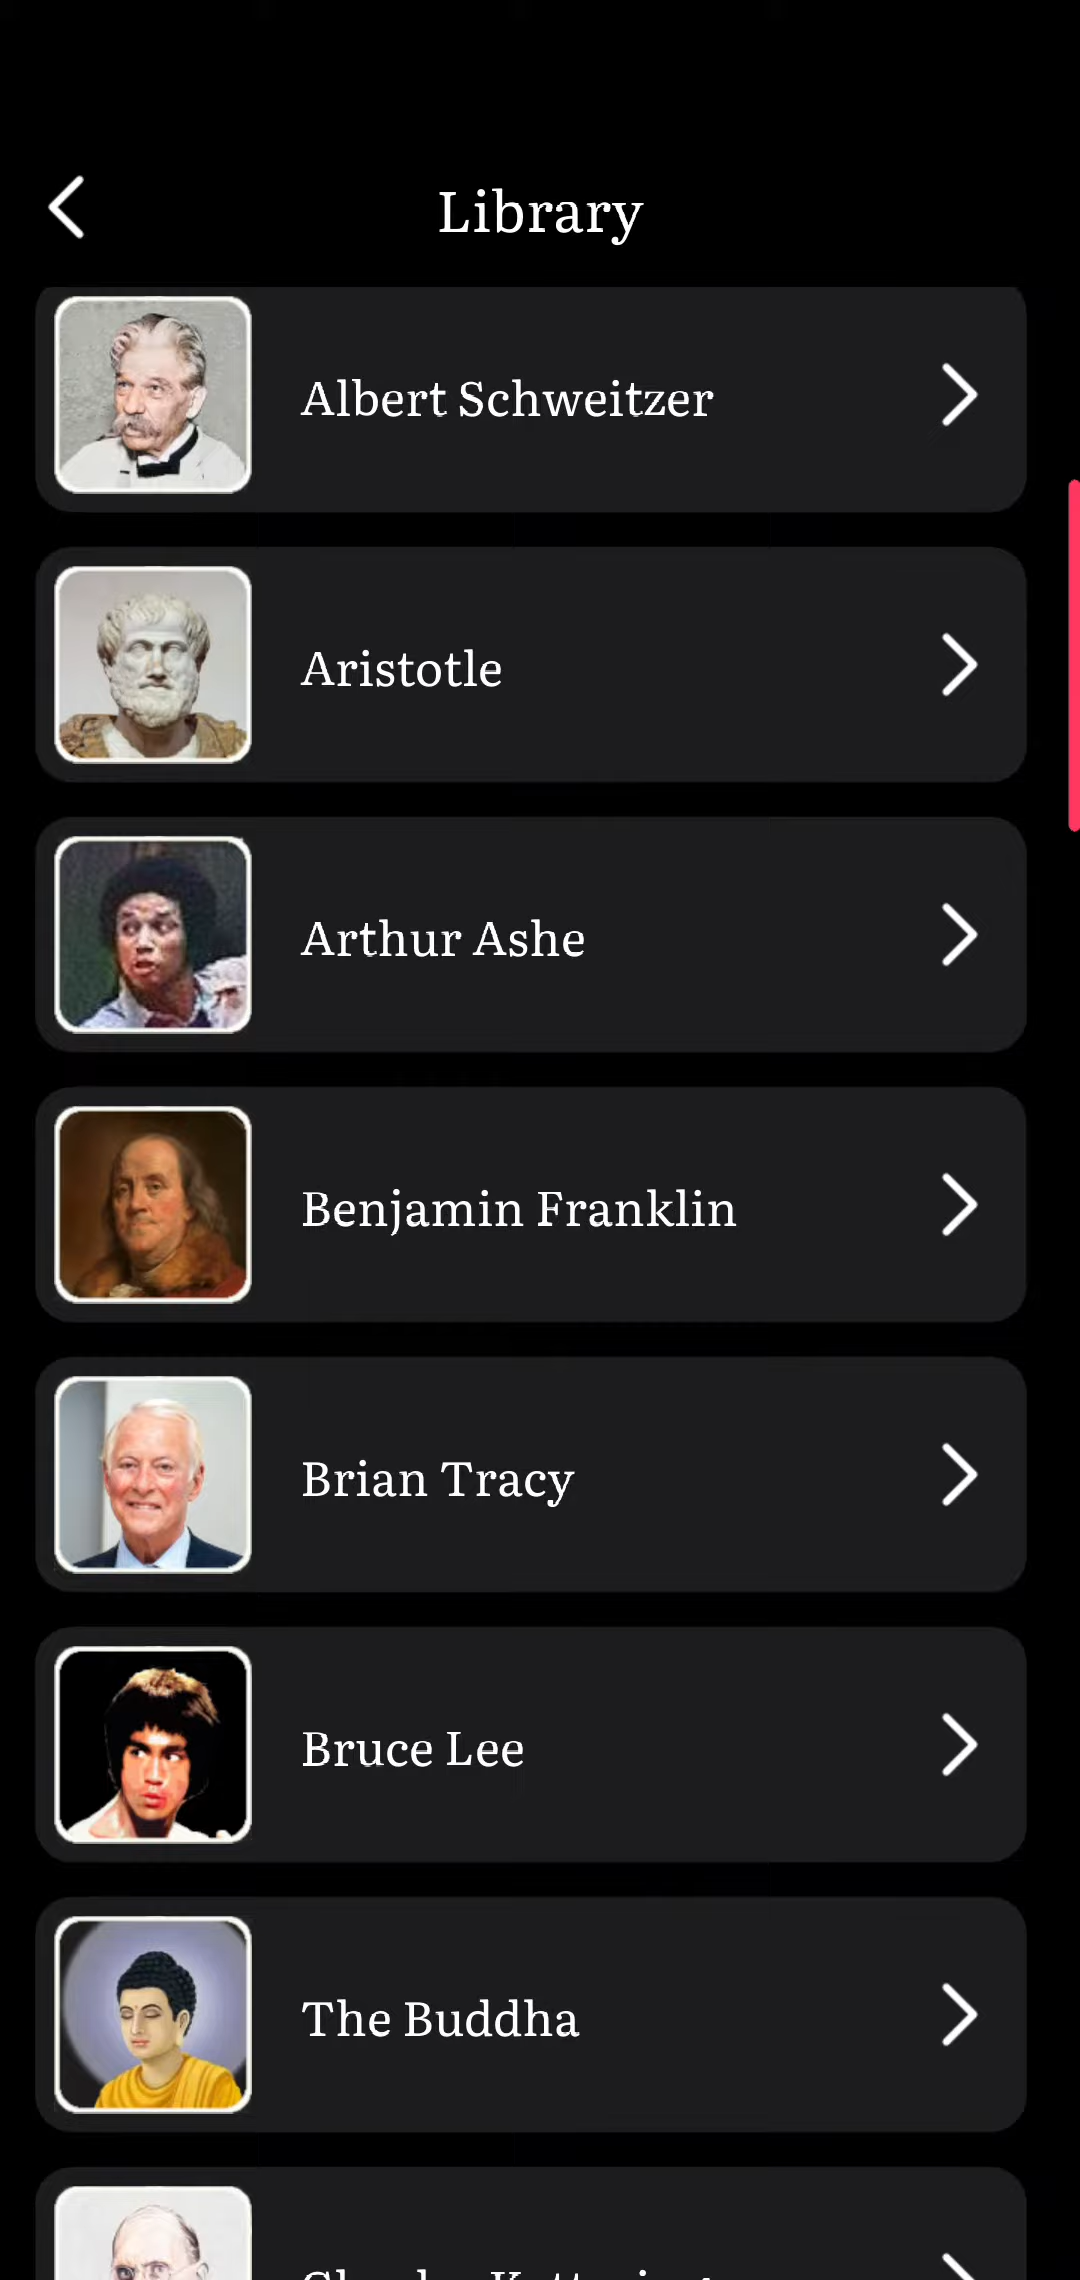 Library
Albert Schweitzer
Aristotle
Arthur Ashe
Benjamin Franklin
Brian Tracy
Bruce Lee
The Buddha